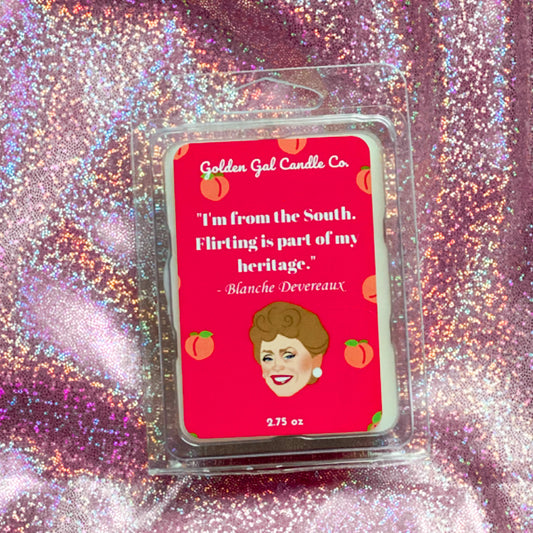 Golden Gal Candle Co.
"I'm from the South.
Flirting is part of my
heritage."
- Blanche Devereaux
2.75 oz